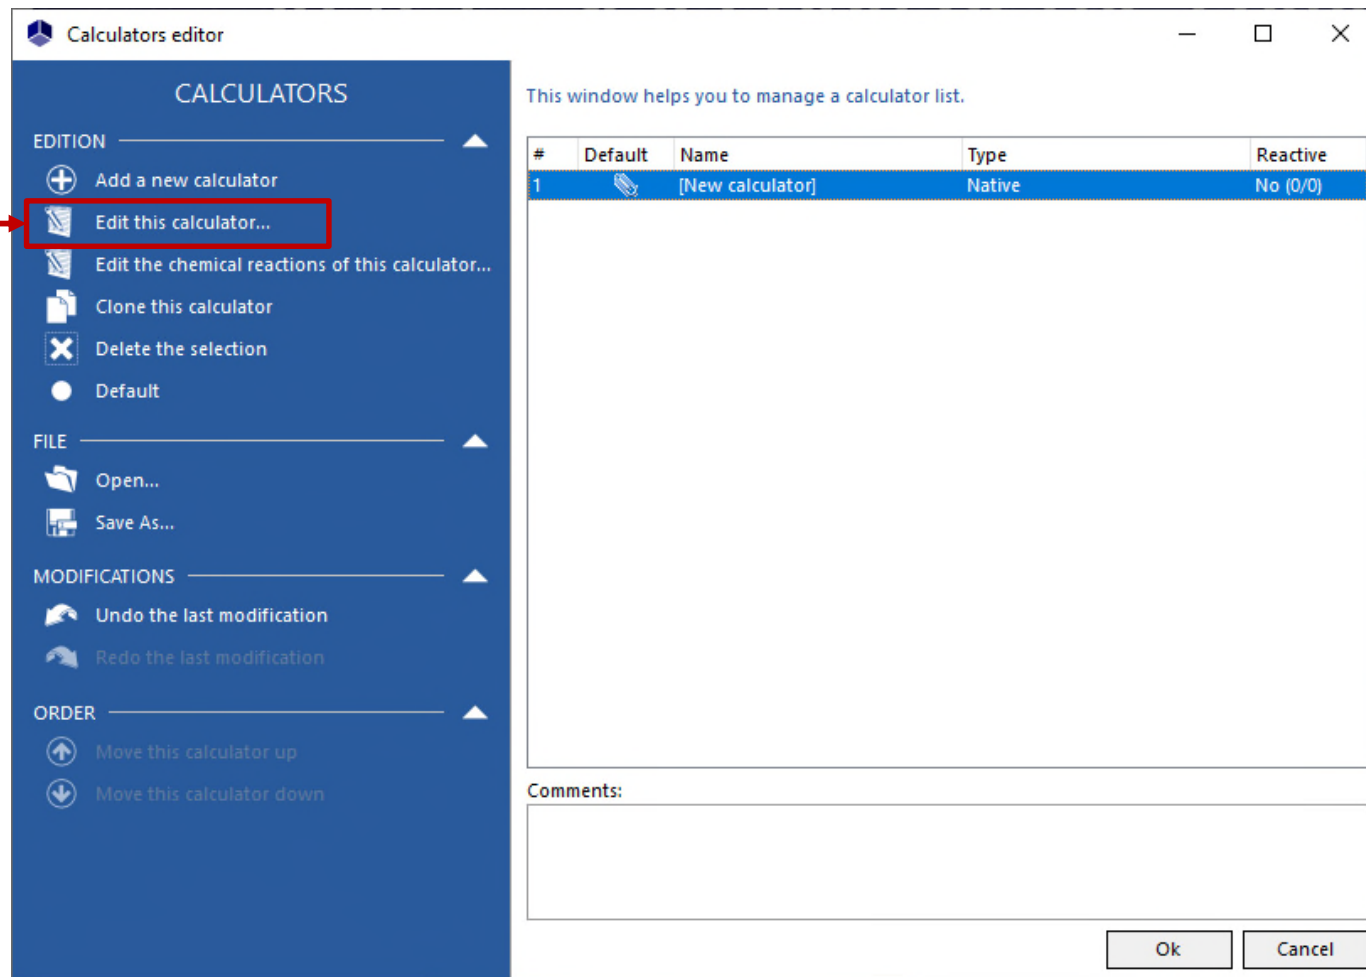 Calculators editor
CALCULATORS
EDITION
Add a new calculator
Edit this calculator...
Edit the chemical reactions of this calculator...
Clone this calculator
Delete the selection
Default
FILE
Open...
Save As...
MODIFICATIONS
Undo the last modification
Redo the last modification
ORDER
Move this calculator up
Move this calculator down
This window helps you to manage a calculator list.
# Default Name Type Reactive
1 [New calculator] Native No (0/0)
Comments:
Ok Cancel